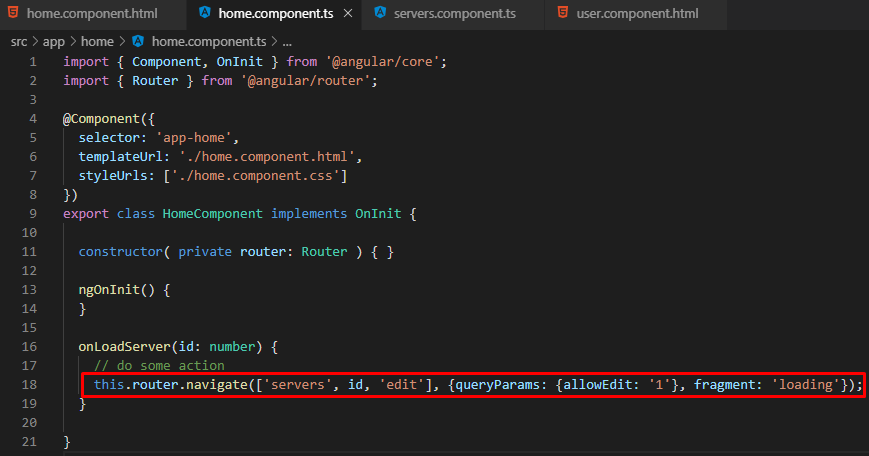 home.component.html home.component.ts servers.component.ts user.component.html
src > app > home > home.component.ts > ...
1 import { Component, OnInit } from '@angular/core';
2 import { Router } from '@angular/router';
3
4 @Component({
5 selector: 'app-home',
6 templateUrl: './home.component.html',
7 styleUrls: ['./home.component.css']
8 })
9 export class HomeComponent implements OnInit {
10
11 constructor( private router: Router ) { }
12
13 ngOnInit() {
14 }
15
16 onLoadServer(id: number) {
17 // do some action
18 this.router.navigate(['servers', id, 'edit'], {queryParams: {allowEdit: '1'}, fragment: 'loading'});
19 }
20
21 }